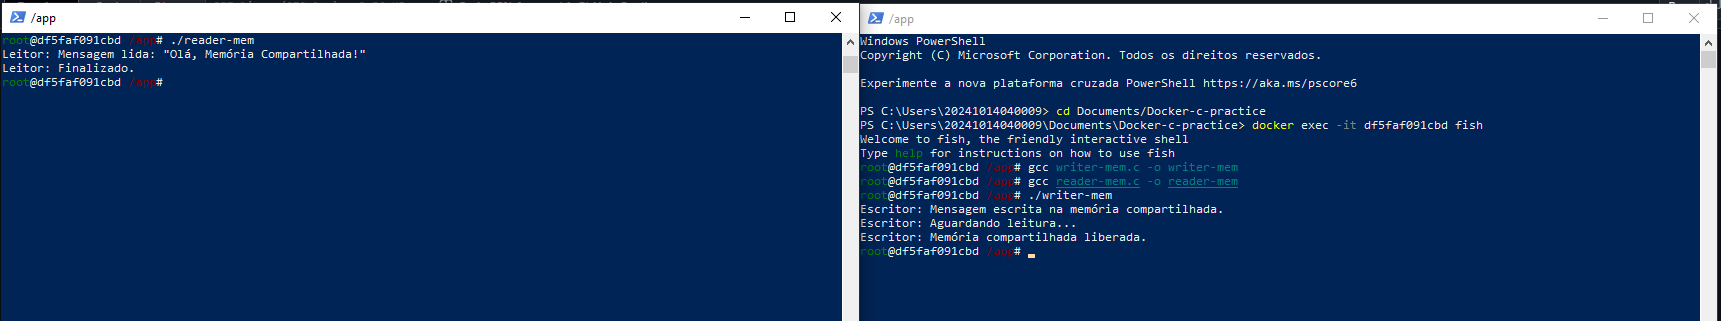 /app
root@df5faf091cbd /app# ./reader-mem
Leitor: Mensagem lida: "Olá, Memória Compartilhada!"
Leitor: Finalizado.
root@df5faf091cbd /app#
/app
Windows PowerShell
Copyright (C) Microsoft Corporation. Todos os direitos reservados.
Experimente a nova plataforma cruzada PowerShell https://aka.ms/pscore6
PS C:\Users\20241014040009> cd Documents/Docker-c-practice
PS C:\Users\20241014040009\Documents\Docker-c-practice> docker exec -it df5faf091cbd fish
Welcome to fish, the friendly interactive shell
Type help for instructions on how to use fish
root@df5faf091cbd /app# gcc writer-mem.c -o writer-mem
root@df5faf091cbd /app# gcc reader-mem.c -o reader-mem
root@df5faf091cbd /app# ./writer-mem
Escritor: Mensagem escrita na memória compartilhada.
Escritor: Aguardando leitura...
Escritor: Memória compartilhada liberada.
root@df5faf091cbd /app#